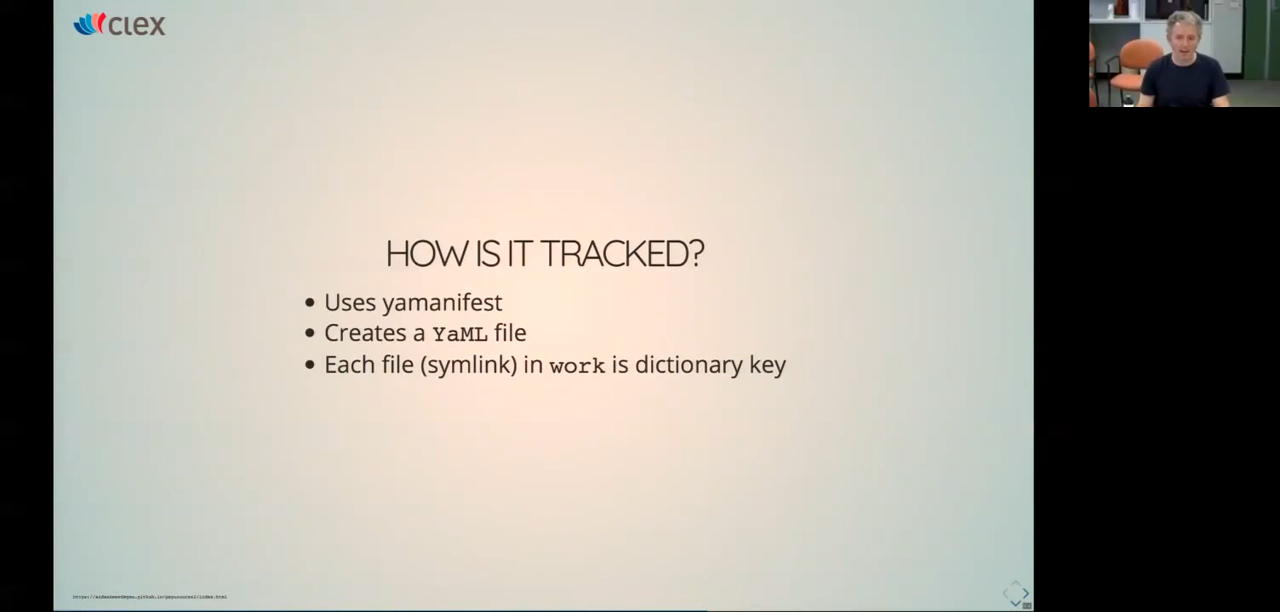 clex
HOW IS IT TRACKED?
Uses yamanifest
Creates a YaML file
Each file (symlink) in work is dictionary key